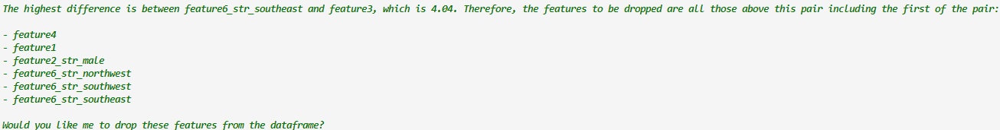 The highest difference is between feature6_str_southeast and feature3, which is 4.04. Therefore, the features to be dropped are all those above this pair including the first of the pair:
- feature4
- feature1
- feature2_str_male
- feature6_str_northwest
- feature6_str_southwest
- feature6_str_southeast
Would you like me to drop these features from the dataframe?